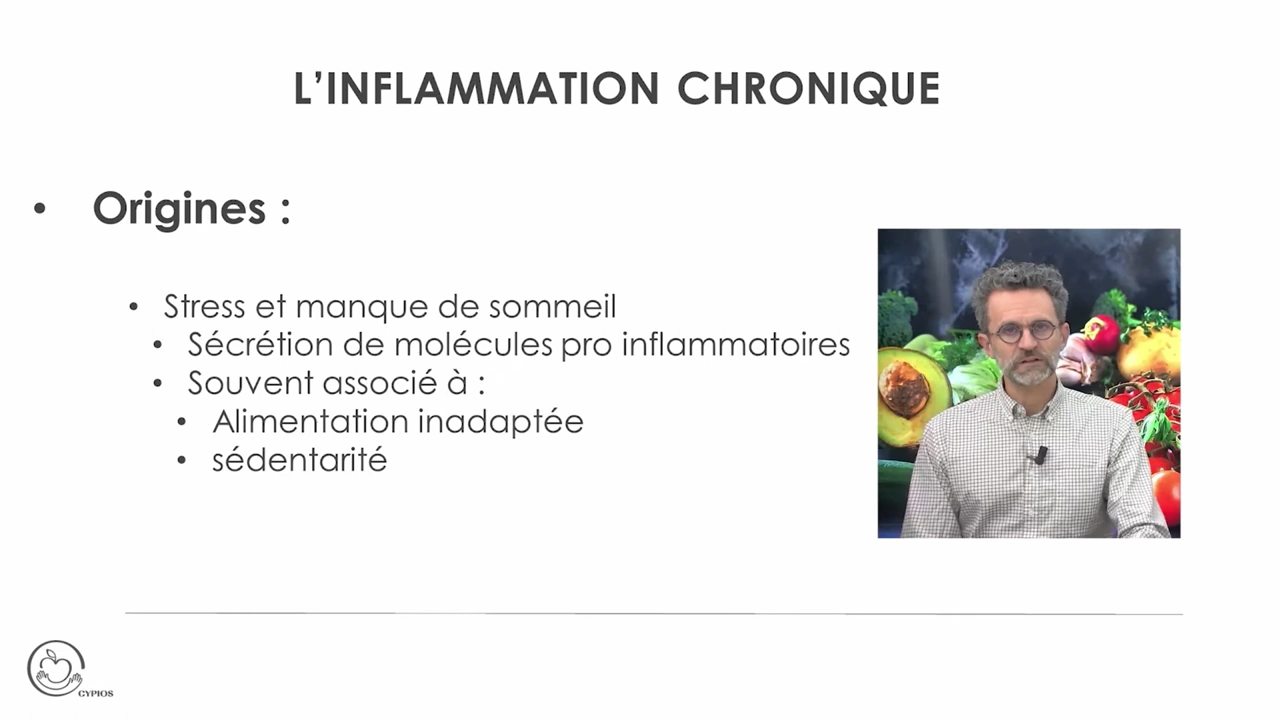 L’INFLAMMATION CHRONIQUE
• Origines :
• Stress et manque de sommeil
• Sécrétion de molécules pro inflammatoires
• Souvent associé à :
• Alimentation inadaptée
• sédentarité
CYPIOS